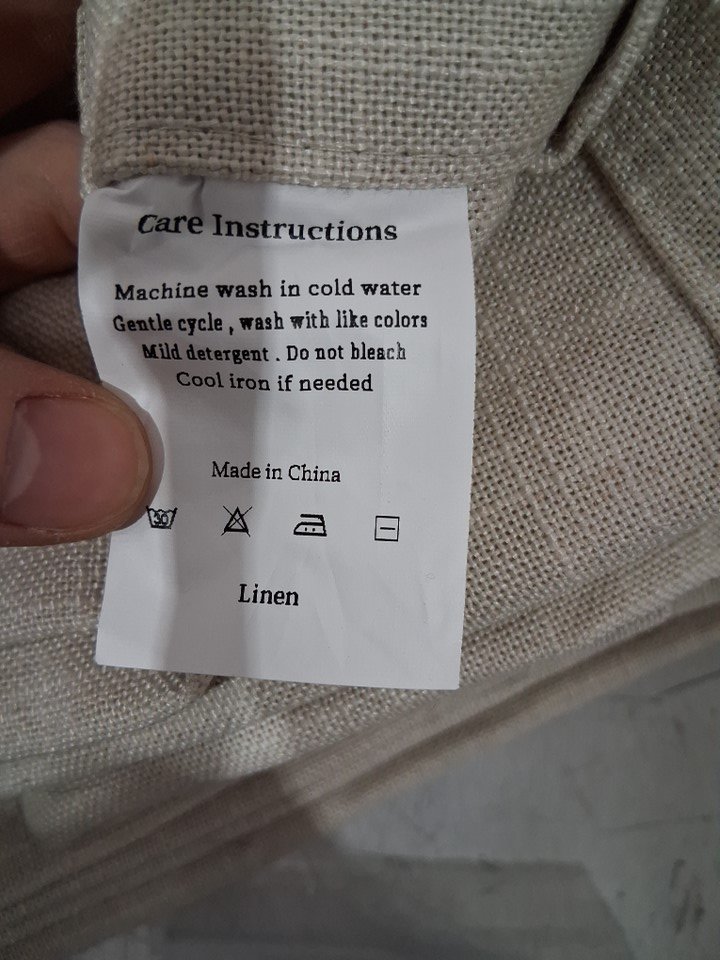 Care Instructions
Machine wash in cold water
Gentle cycle , wash with like colors
Mild detergent . Do not bleach
Cool iron if needed
Made in China
30
Linen